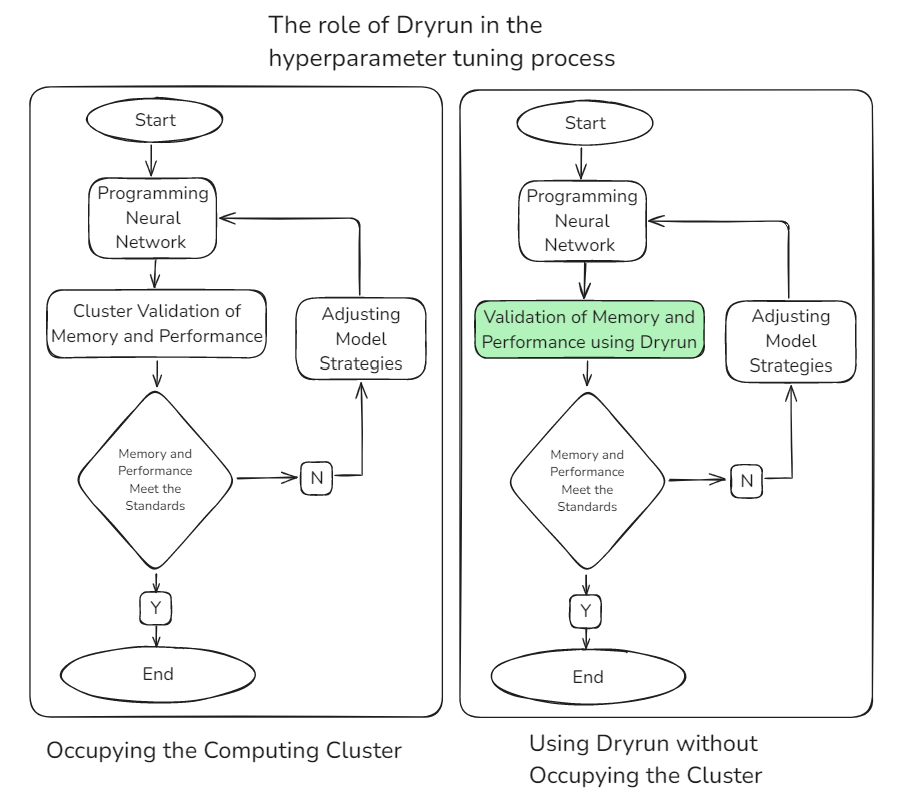 The role of Dryrun in the
hyperparameter tuning process
Start
Programming
Neural
Network
Cluster Validation of
Memory and Performance
Adjusting
Model
Strategies
Memory and
Performance
Meet the
Standards
N
Y
End
Occupying the Computing Cluster
Start
Programming
Neural
Network
Validation of Memory and
Performance using Dryrun
Adjusting
Model
Strategies
Memory and
Performance
Meet the
Standards
N
Y
End
Using Dryrun without
Occupying the Cluster